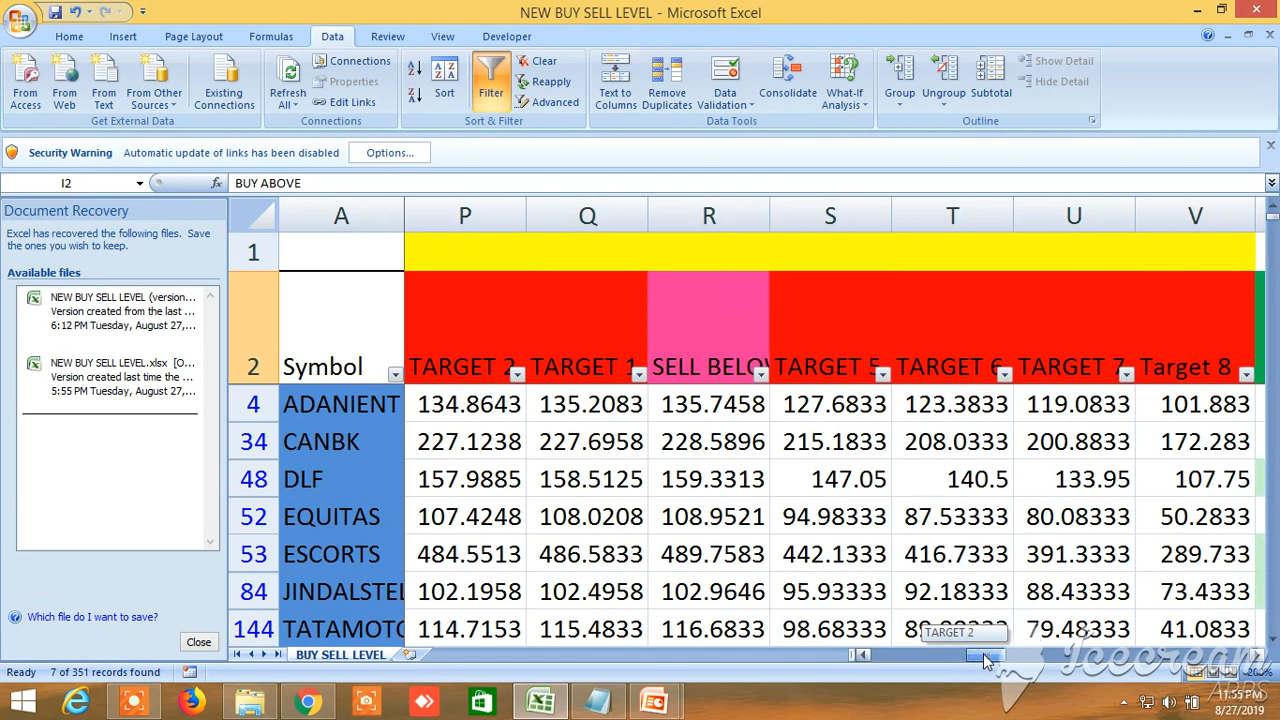 NEW BUY SELL LEVEL - Microsoft Excel
Home Insert Page Layout Formulas Data Review View Developer
From Access
From Web
From Text
From Other Sources
Existing Connections
Get External Data
Refresh All
Connections
Properties
Edit Links
Connections
Sort
Filter
Clear
Reapply
Advanced
Sort & Filter
Text to Columns
Remove Duplicates
Data Validation
Consolidate
What-If Analysis
Data Tools
Group
Ungroup
Subtotal
Show Detail
Hide Detail
Outline
Security Warning Automatic update of links has been disabled Options...
I2 fx BUY ABOVE
Document Recovery
Excel has recovered the following files. Save
the ones you wish to keep.
Available files
NEW BUY SELL LEVEL (version...
Version created from the last ...
6:12 PM Tuesday, August 27,...
NEW BUY SELL LEVEL.xlsx [O...
Version created last time the ...
5:55 PM Tuesday, August 27,...
Which file do I want to save?
Close
A P Q R S T U V
1
2 Symbol TARGET 2 TARGET 1 SELL BELOW TARGET 5 TARGET 6 TARGET 7 Target 8
4 ADANIENT 134.8643 135.2083 135.7458 127.6833 123.3833 119.0833 101.883
34 CANBK 227.1238 227.6958 228.5896 215.1833 208.0333 200.8833 172.283
48 DLF 157.9885 158.5125 159.3313 147.05 140.5 133.95 107.75
52 EQUITAS 107.4248 108.0208 108.9521 94.98333 87.53333 80.08333 50.2833
53 ESCORTS 484.5513 486.5833 489.7583 442.1333 416.7333 391.3333 289.733
84 JINDALSTEL 102.1958 102.4958 102.9646 95.93333 92.18333 88.43333 73.4333
144 TATAMOTO 114.7153 115.4833 116.6833 98.68333 79.48333 41.0833
TARGET 2
BUY SELL LEVEL
Ready 7 of 351 records found 200%
Icecream
APPS
11:55 PM
8/27/2019